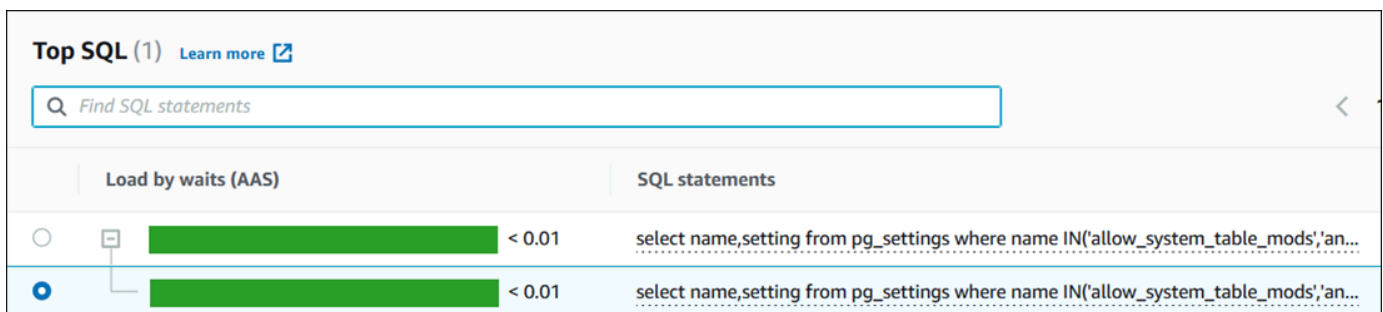 Top SQL (1) Learn more
Find SQL statements
Load by waits (AAS) SQL statements
< 0.01 select name,setting from pg_settings where name IN('allow_system_table_mods','an...
< 0.01 select name,setting from pg_settings where name IN('allow_system_table_mods','an...